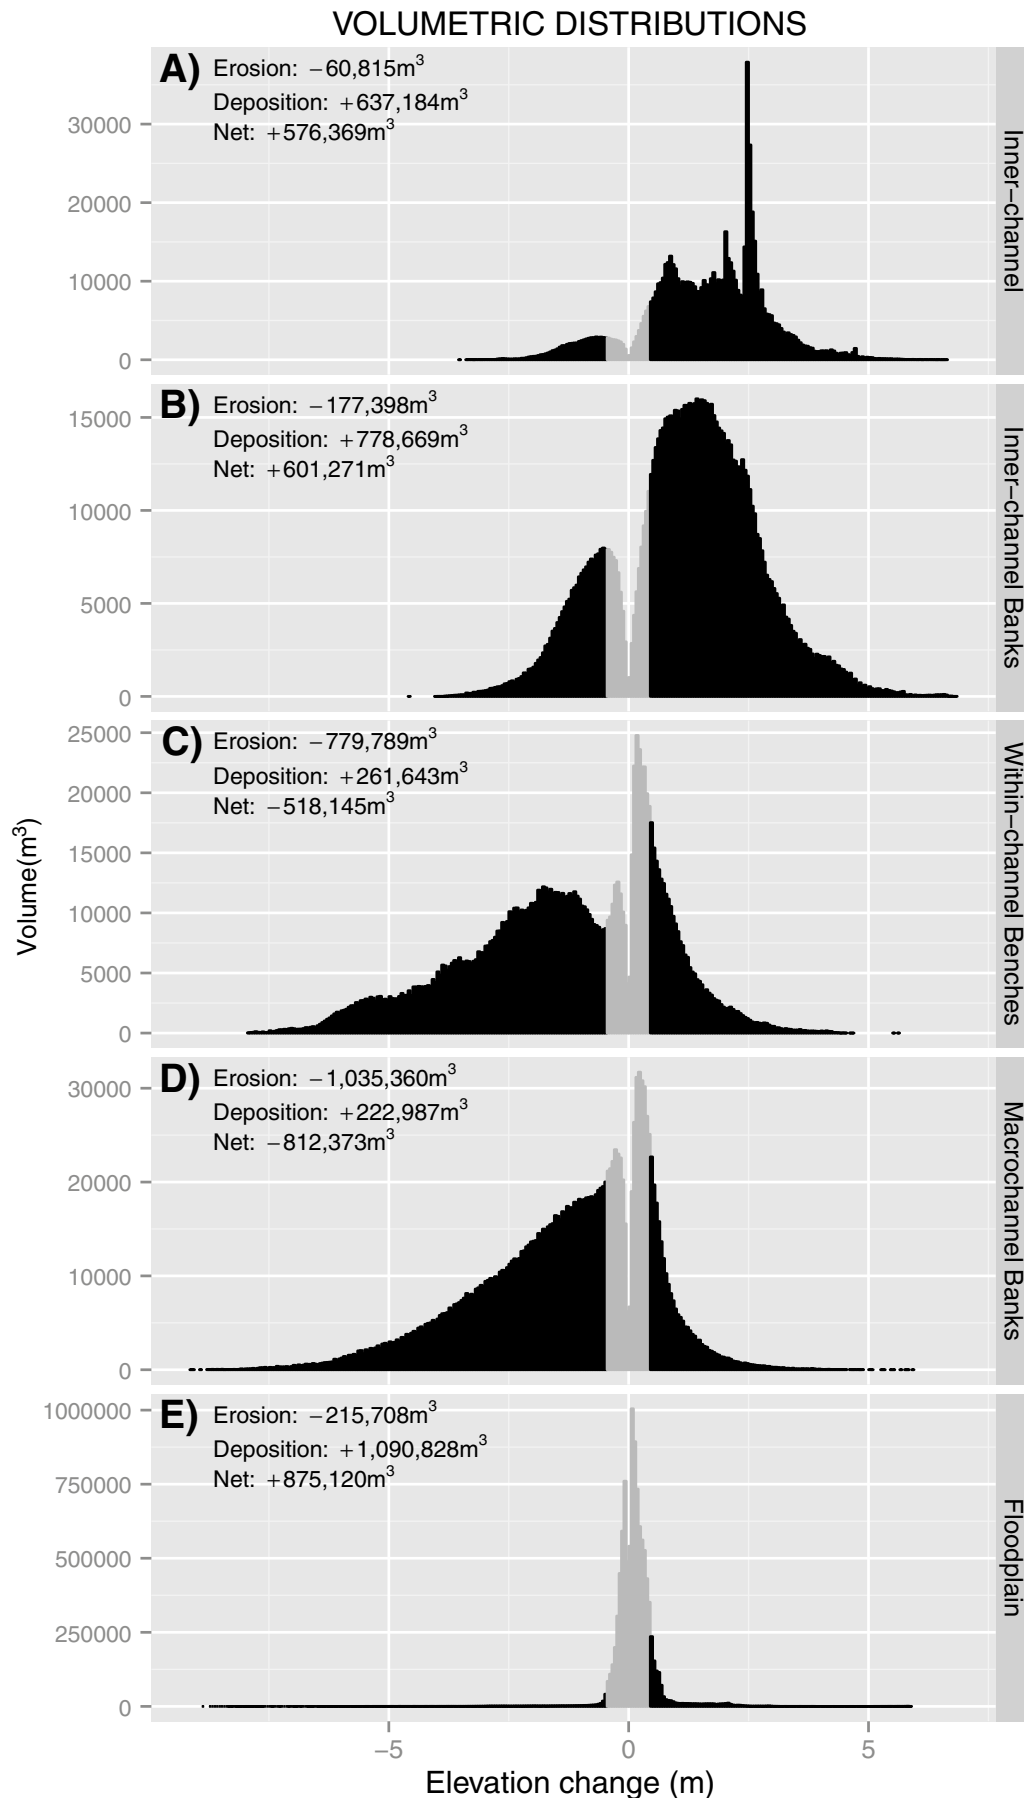 VOLUMETRIC DISTRIBUTIONS
A)
Erosion: −60,815m³
Deposition: +637,184m³
Net: +576,369m³
30000
20000
10000
0
Inner−channel
B)
Erosion: −177,398m³
Deposition: +778,669m³
Net: +601,271m³
15000
10000
5000
0
Inner−channel Banks
C)
Erosion: −779,789m³
Deposition: +261,643m³
Net: −518,145m³
25000
20000
15000
10000
5000
0
Within−channel Benches
Volume(m³)
D)
Erosion: −1,035,360m³
Deposition: +222,987m³
Net: −812,373m³
30000
20000
10000
0
Macrochannel Banks
E)
Erosion: −215,708m³
Deposition: +1,090,828m³
Net: +875,120m³
1000000
750000
500000
250000
0
Floodplain
−5 0 5
Elevation change (m)